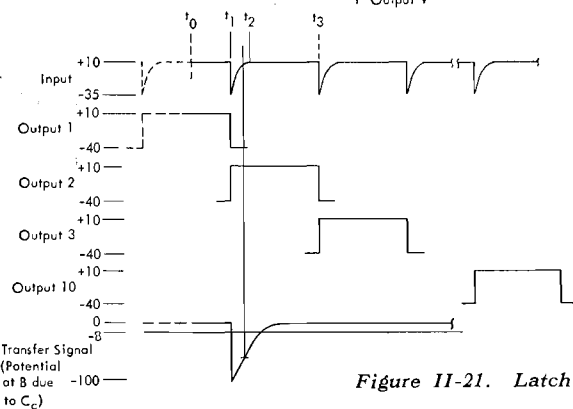 Output V
t0 t1 t2 t3
+10
Input
-35
+10
Output 1
-40
+10
Output 2
-40
+10
Output 3
-40
+10
Output 10
-40
0
-8
Transfer Signal
(Potential
at B due
to Cc)
-100
Figure II-21. Latch